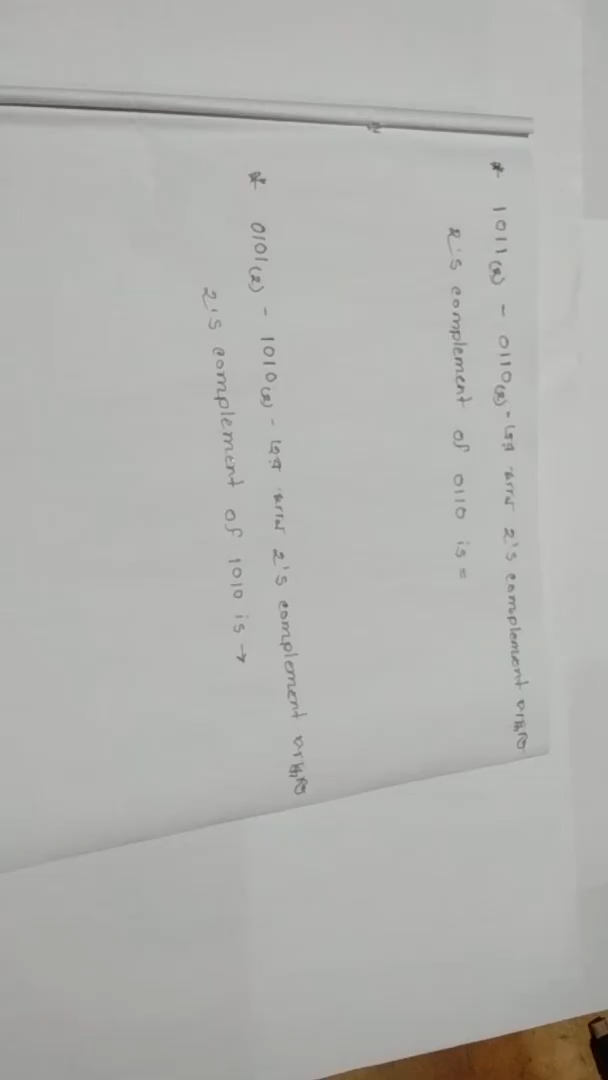 * 1011(2) - 0110(2) - 2's complement
2's complement of 0110 is =
* 0101(2) - 1010(2) - 2's complement
2's complement of 1010 is →